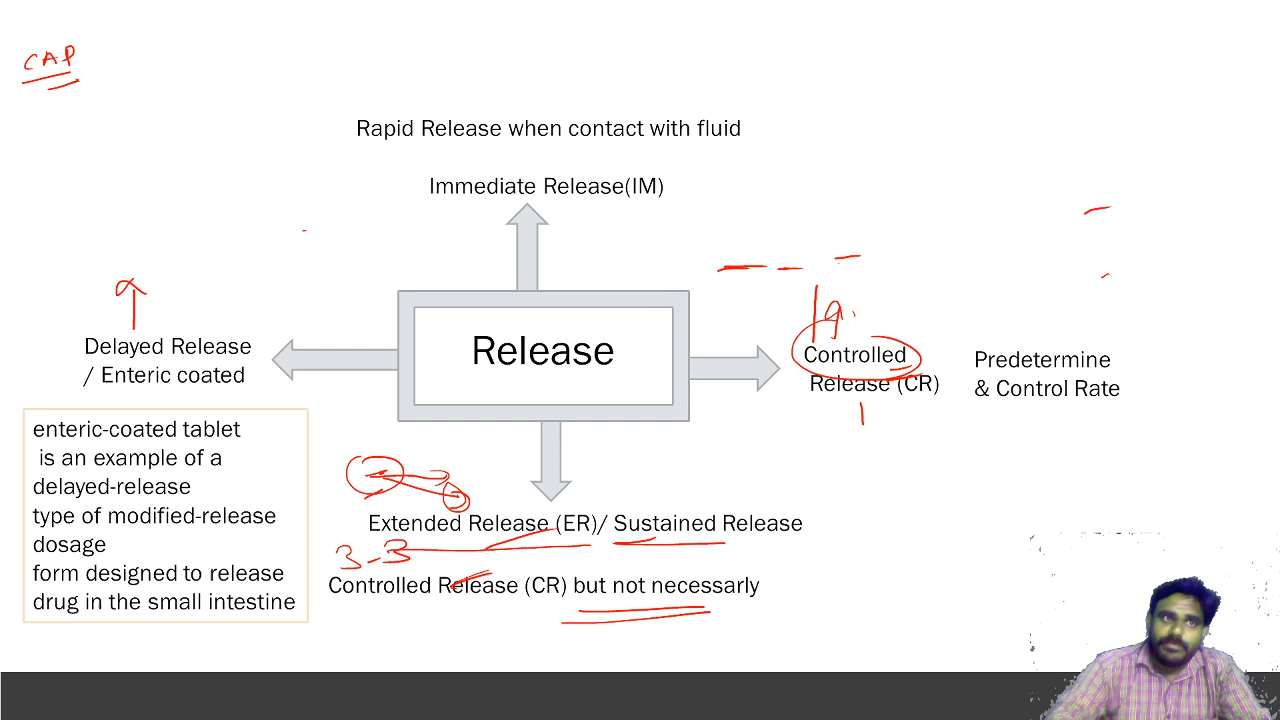 CAP
Rapid Release when contact with fluid
Immediate Release(IM)
Release
Delayed Release
/ Enteric coated
Controlled
Release (CR)
Predetermine
& Control Rate
enteric-coated tablet
is an example of a
delayed-release
type of modified-release
dosage
form designed to release
drug in the small intestine
Extended Release (ER)/ Sustained Release
3-3
Controlled Release (CR) but not necessarly